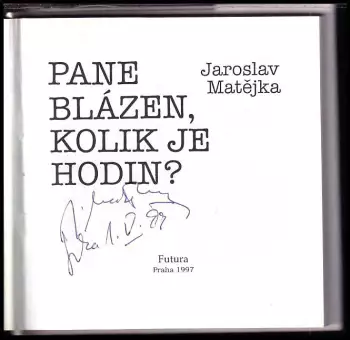 PANE
BLÁZEN,
KOLIK JE
HODIN?
Jaroslav
Matějka
Futura
Praha 1997